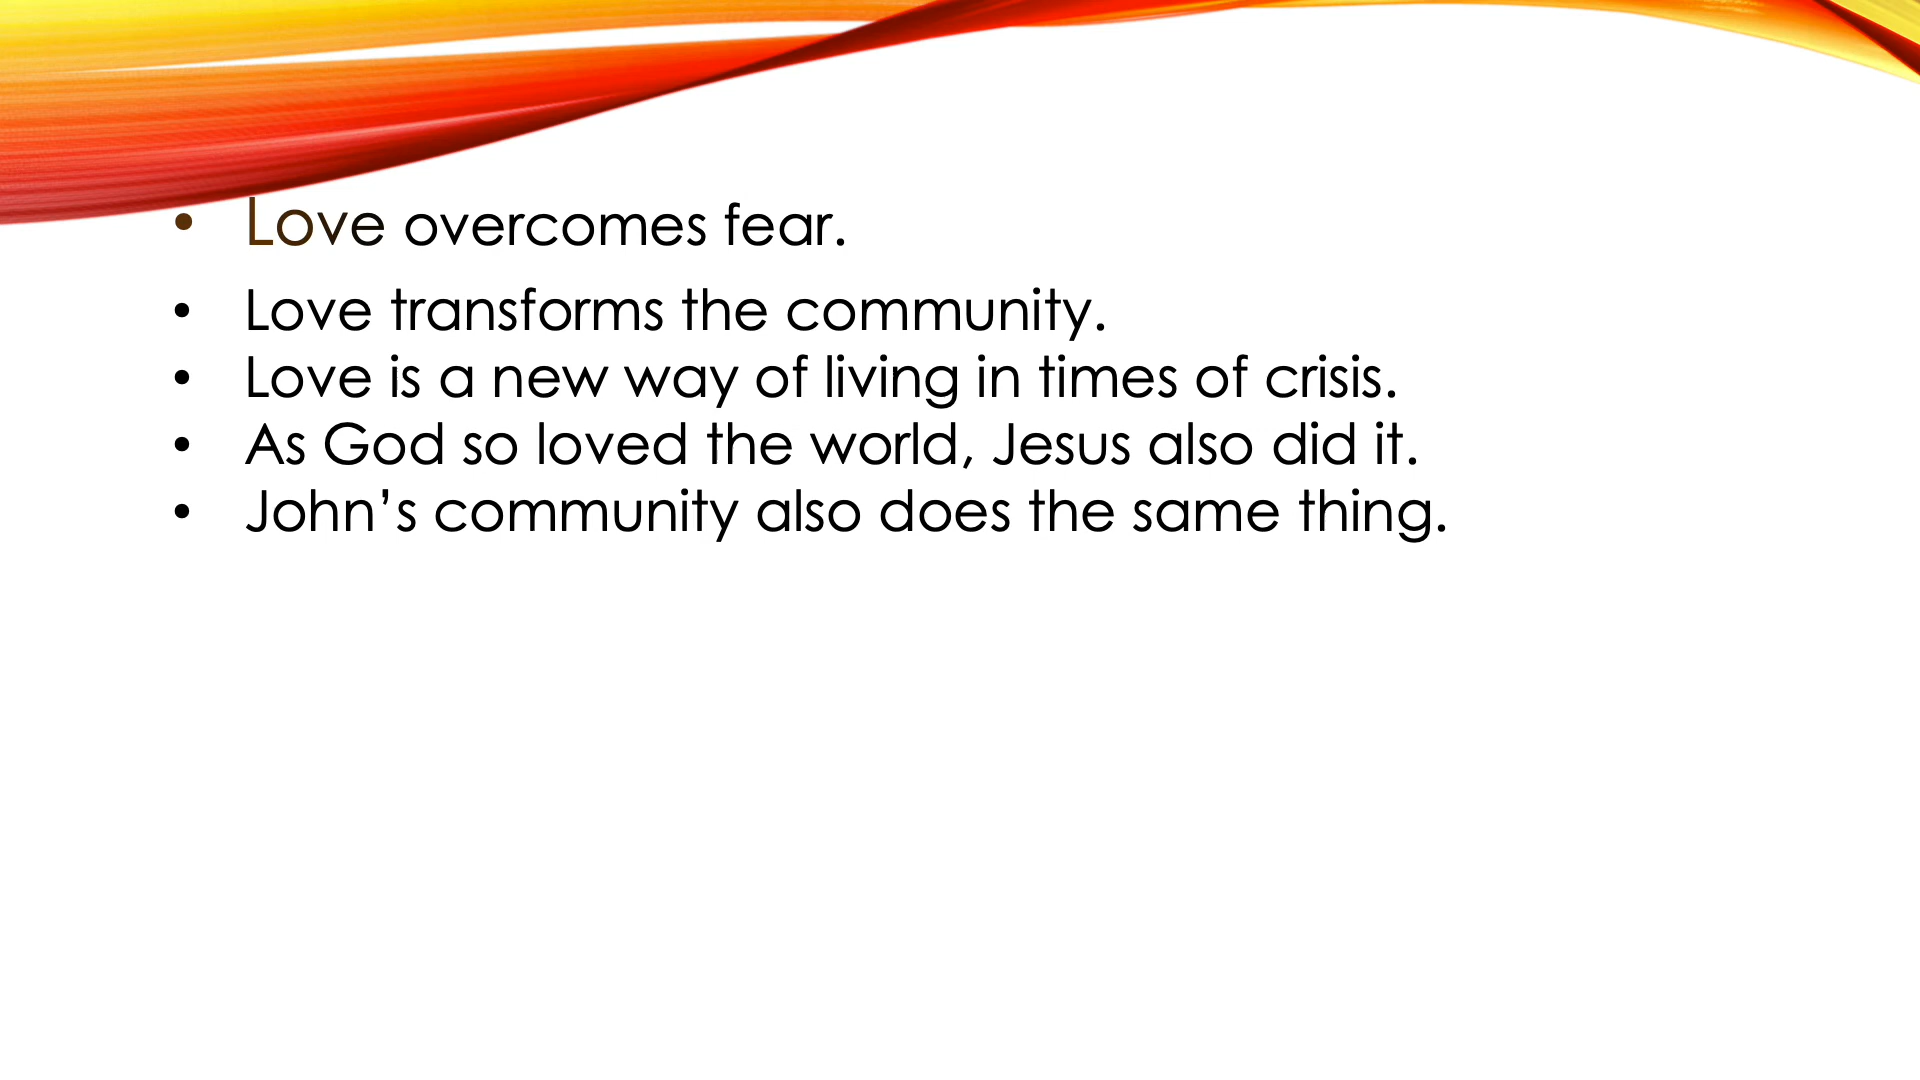 • Love overcomes fear.
• Love transforms the community.
• Love is a new way of living in times of crisis.
• As God so loved the world, Jesus also did it.
• John’s community also does the same thing.